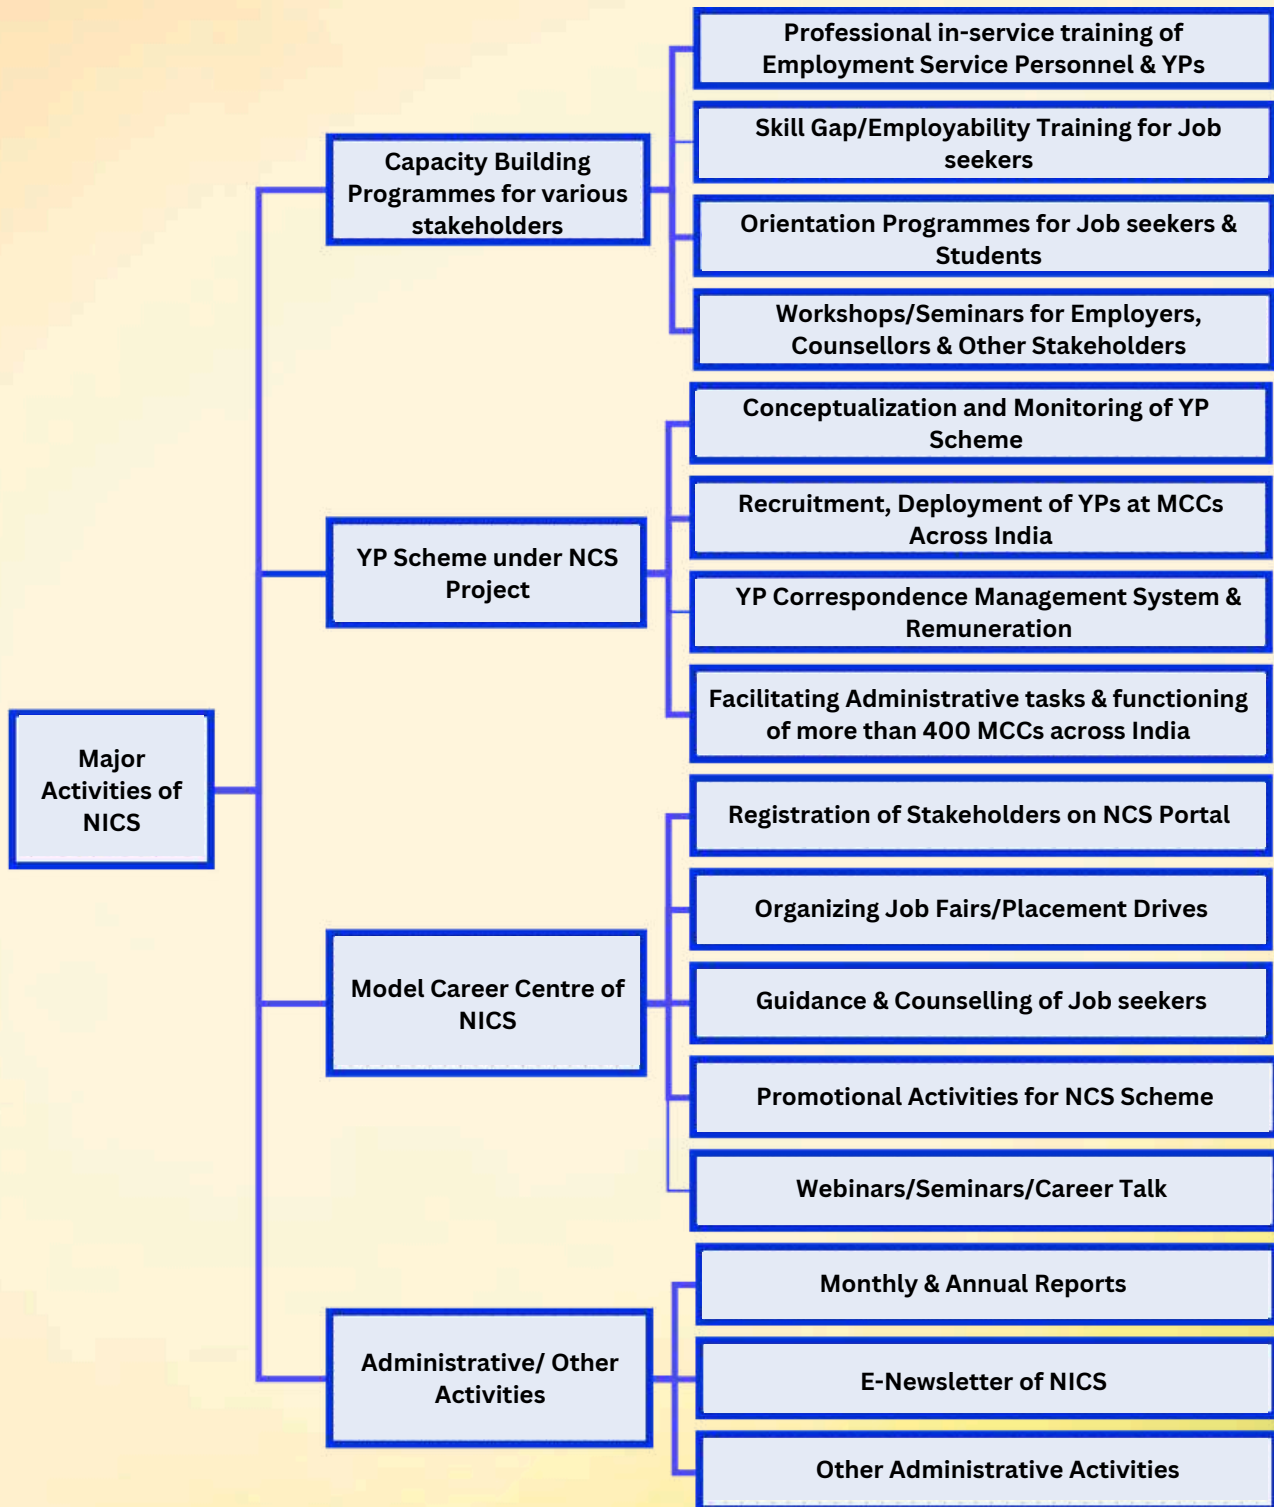 Major
Activities of
NICS
Capacity Building
Programmes for various
stakeholders
Professional in-service training of
Employment Service Personnel & YPs
Skill Gap/Employability Training for Job
seekers
Orientation Programmes for Job seekers &
Students
Workshops/Seminars for Employers,
Counsellors & Other Stakeholders
YP Scheme under NCS
Project
Conceptualization and Monitoring of YP
Scheme
Recruitment, Deployment of YPs at MCCs
Across India
YP Correspondence Management System &
Remuneration
Facilitating Administrative tasks & functioning
of more than 400 MCCs across India
Model Career Centre of
NICS
Registration of Stakeholders on NCS Portal
Organizing Job Fairs/Placement Drives
Guidance & Counselling of Job seekers
Promotional Activities for NCS Scheme
Webinars/Seminars/Career Talk
Administrative/ Other
Activities
Monthly & Annual Reports
E-Newsletter of NICS
Other Administrative Activities